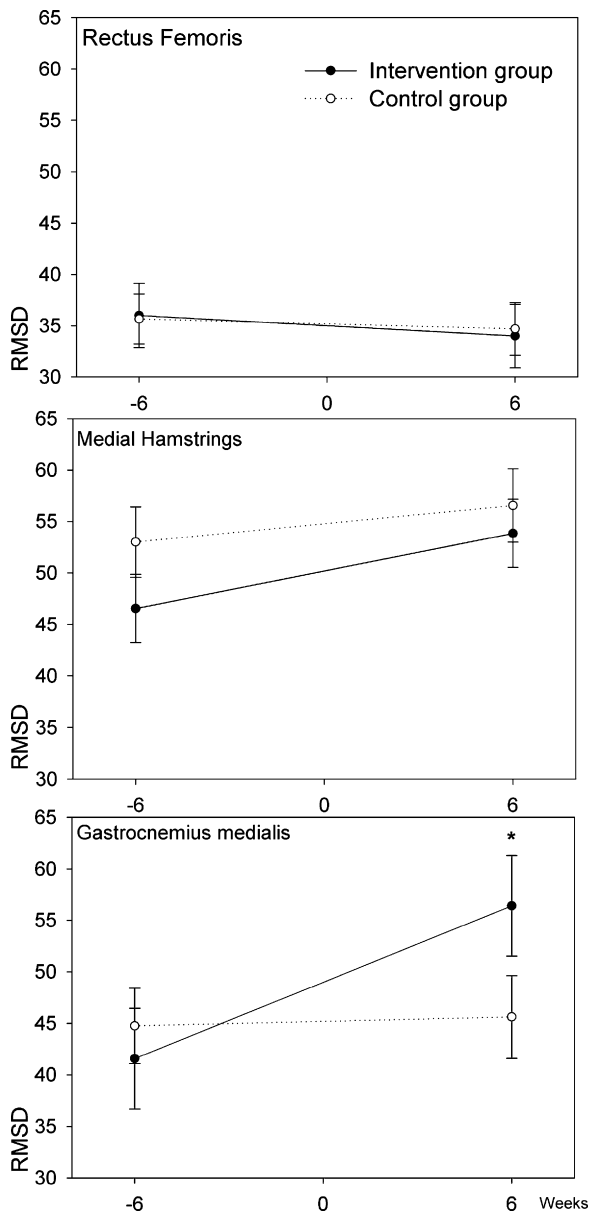 65
Rectus Femoris
60
Intervention group
Control group
55
50
45
40
35
30
RMSD
-6 0 6
65
Medial Hamstrings
60
55
50
45
40
35
30
RMSD
-6 0 6
65
Gastrocnemius medialis
*
60
55
50
45
40
35
30
RMSD
-6 0 6 Weeks